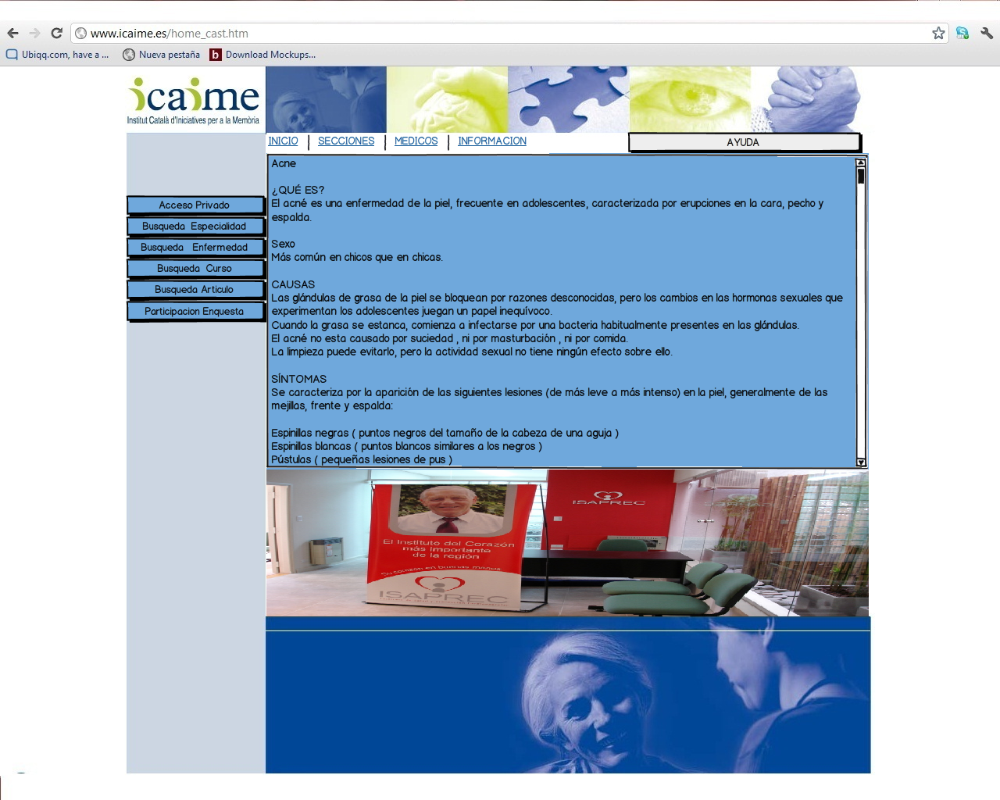 www.icaime.es/home_cast.htm
Ubiqq.com, have a ...
Nueva pestaña
b
Download Mockups...
icaime
Institut Català d'Iniciatives per a la Memòria
INICIO | SECCIONES | MEDICOS | INFORMACION
AYUDA
Acceso Privado
Busqueda Especialidad
Busqueda Enfermedad
Busqueda Curso
Busqueda Articulo
Participacion Enquesta
Acne
¿QUÉ ES?
El acné es una enfermedad de la piel, frecuente en adolescentes, caracterizada por erupciones en la cara, pecho y
espalda.
Sexo
Más común en chicos que en chicas.
CAUSAS
Las glándulas de grasa de la piel se bloquean por razones desconocidas, pero los cambios en las hormonas sexuales que
experimentan los adolescentes juegan un papel inequívoco.
Cuando la grasa se estanca, comienza a infectarse por una bacteria habitualmente presentes en las glándulas.
El acné no esta causado por suciedad , ni por masturbación , ni por comida.
La limpieza puede evitarlo, pero la actividad sexual no tiene ningún efecto sobre ello.
SÍNTOMAS
Se caracteriza por la aparición de las siguientes lesiones (de más leve a más intenso) en la piel, generalmente de las
mejillas, frente y espalda:
Espinillas negras ( puntos negros del tamaño de la cabeza de una aguja )
Espinillas blancas ( puntos blancos similares a los negros )
Pústulas ( pequeñas lesiones de pus )
ISAPREC
El Instituto del Corazón
más importante
de la región
Su corazón en buenas manos
ISAPREC